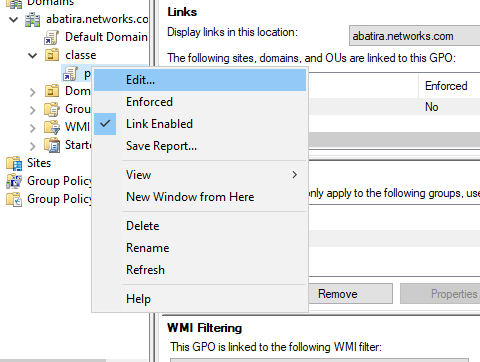 Domains
abatira.networks.co
Default Domain
classe
p
Dom
Grou
WMI
Starte
Sites
Group Policy
Group Policy
Edit...
Enforced
Link Enabled
Save Report...
View
New Window from Here
Delete
Rename
Refresh
Help
Links
Display links in this location:
abatira.networks.com
The following sites, domains, and OUs are linked to this GPO:
Enforced
No
only apply to the following groups, use
Remove
Properties
WMI Filtering
This GPO is linked to the following WMI filter: